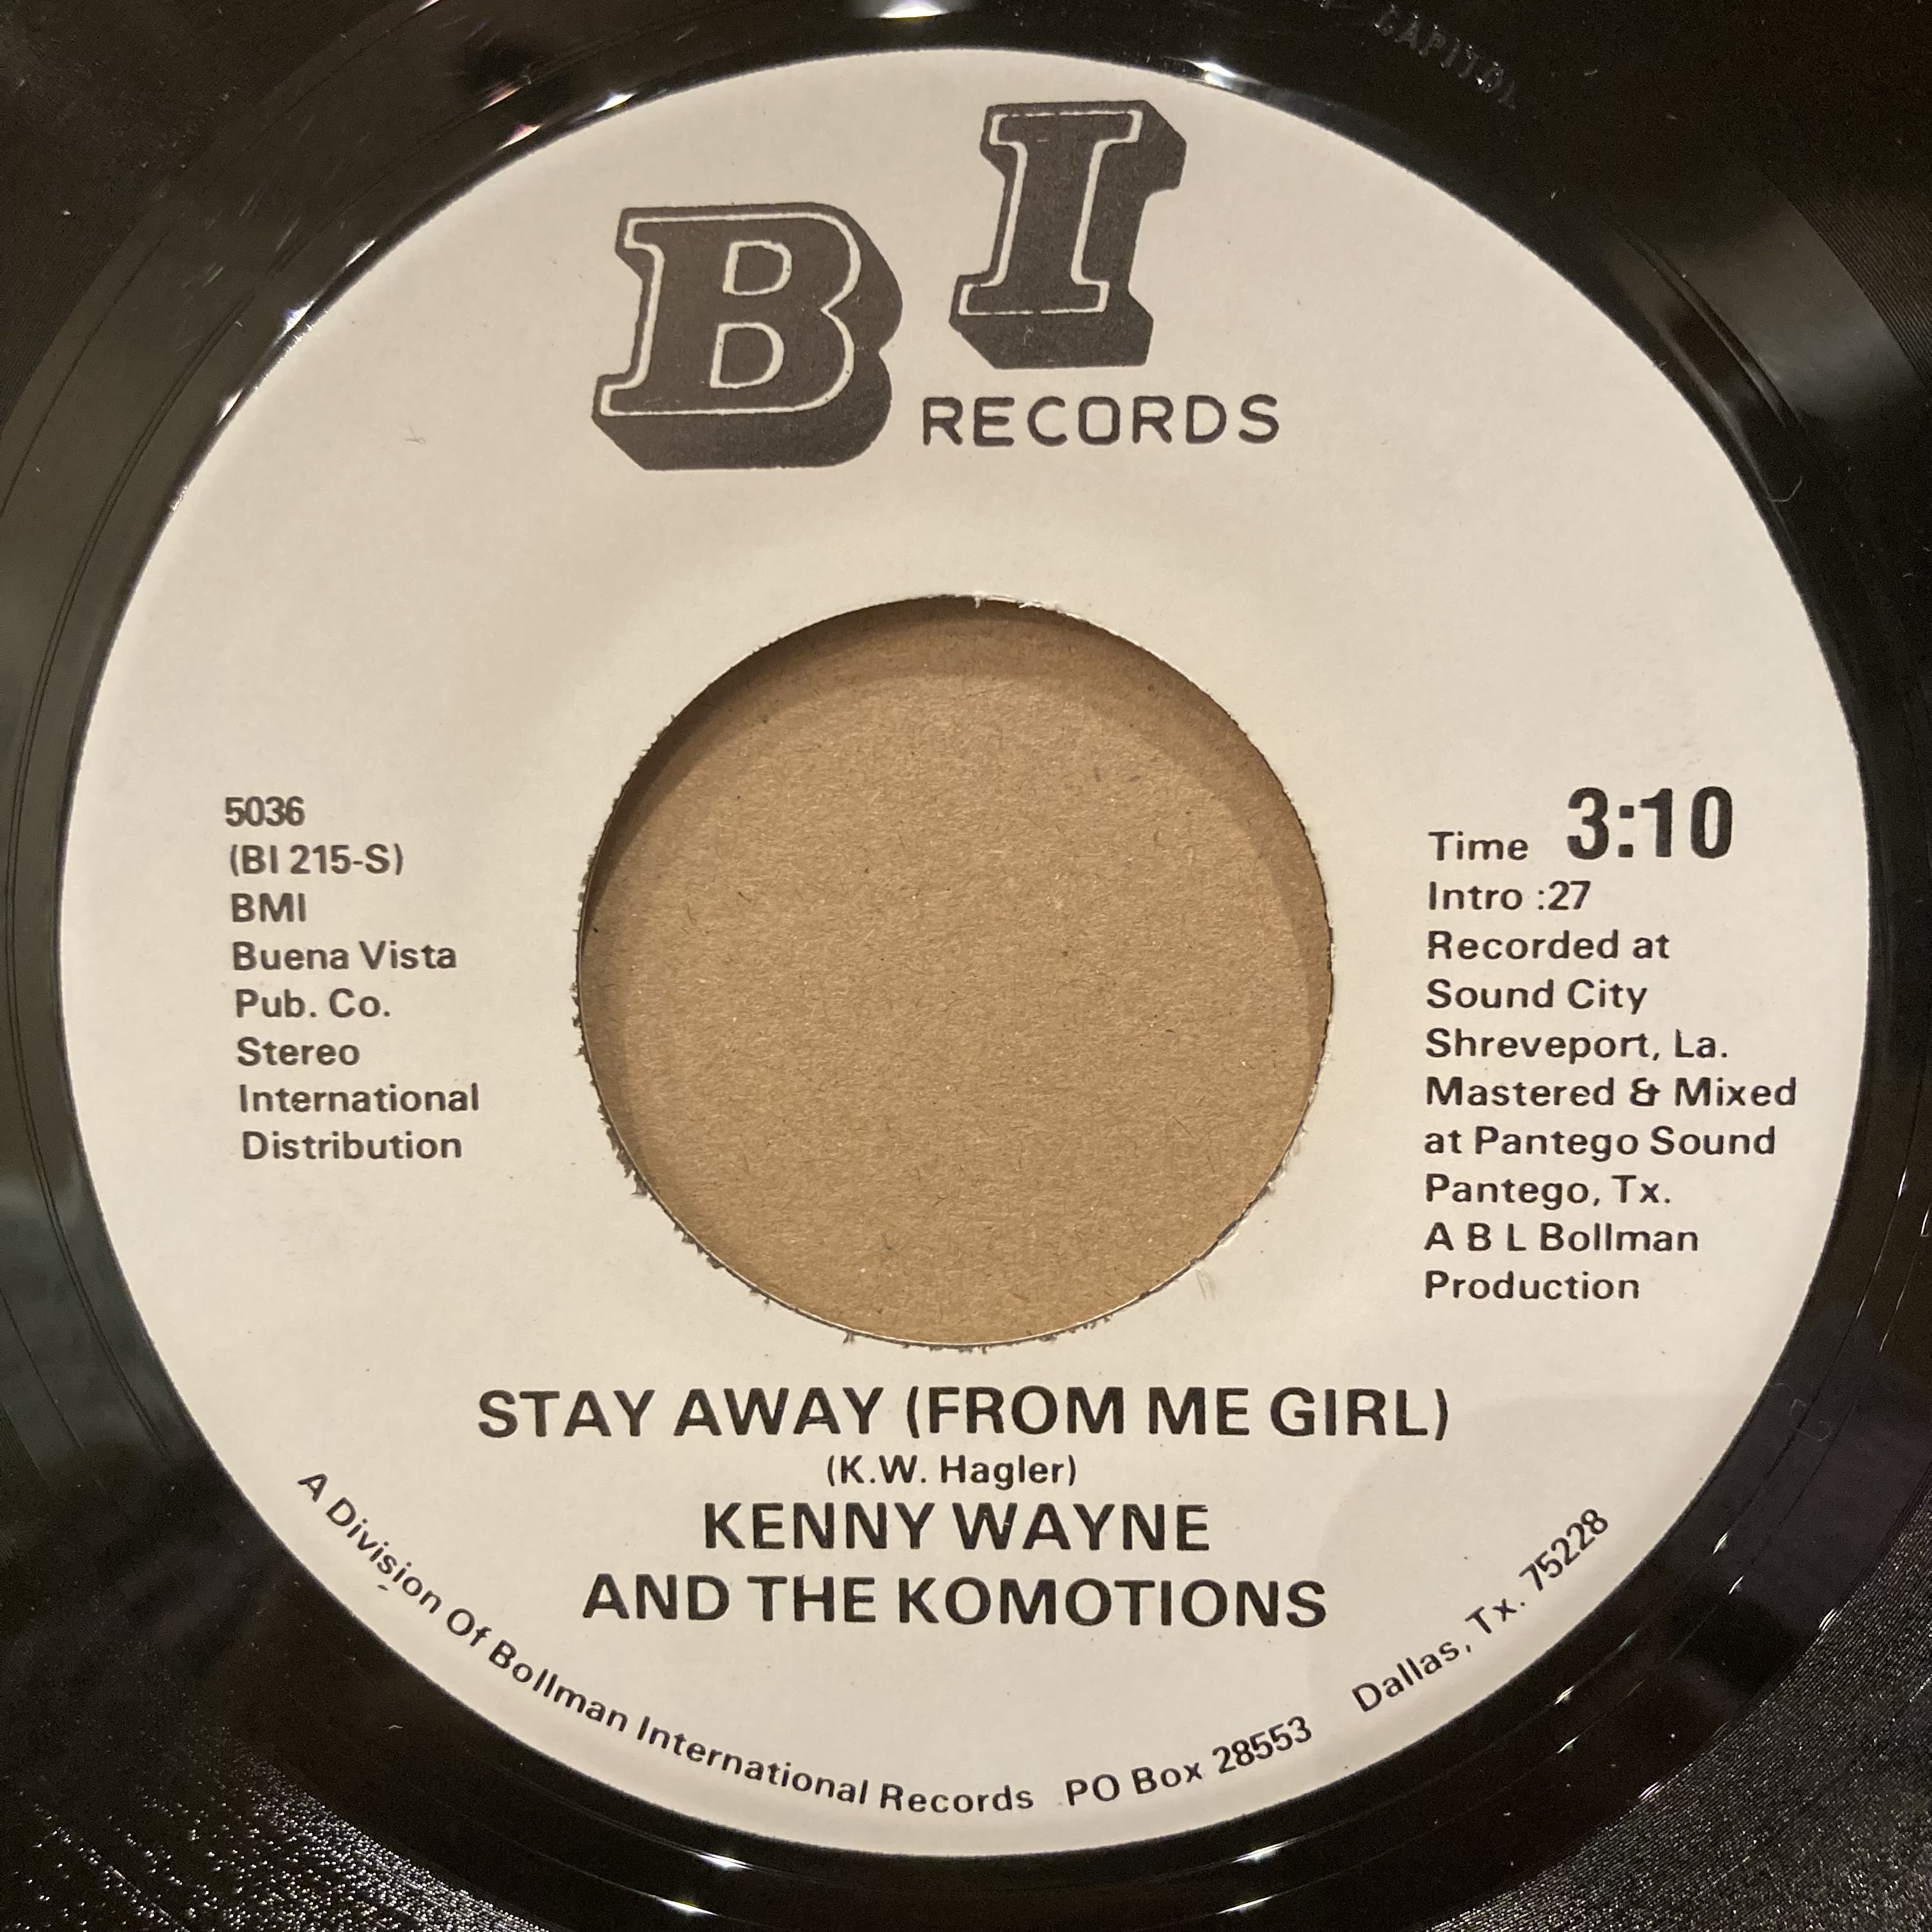 CAPITOL
B I
RECORDS
5036
(BI 215-S)
BMI
Buena Vista
Pub. Co.
Stereo
International
Distribution
Time 3:10
Intro :27
Recorded at
Sound City
Shreveport, La.
Mastered & Mixed
at Pantego Sound
Pantego, Tx.
A B L Bollman
Production
STAY AWAY (FROM ME GIRL)
(K.W. Hagler)
KENNY WAYNE
AND THE KOMOTIONS
A Division Of Bollman International Records PO Box 28553 Dallas, Tx. 75228